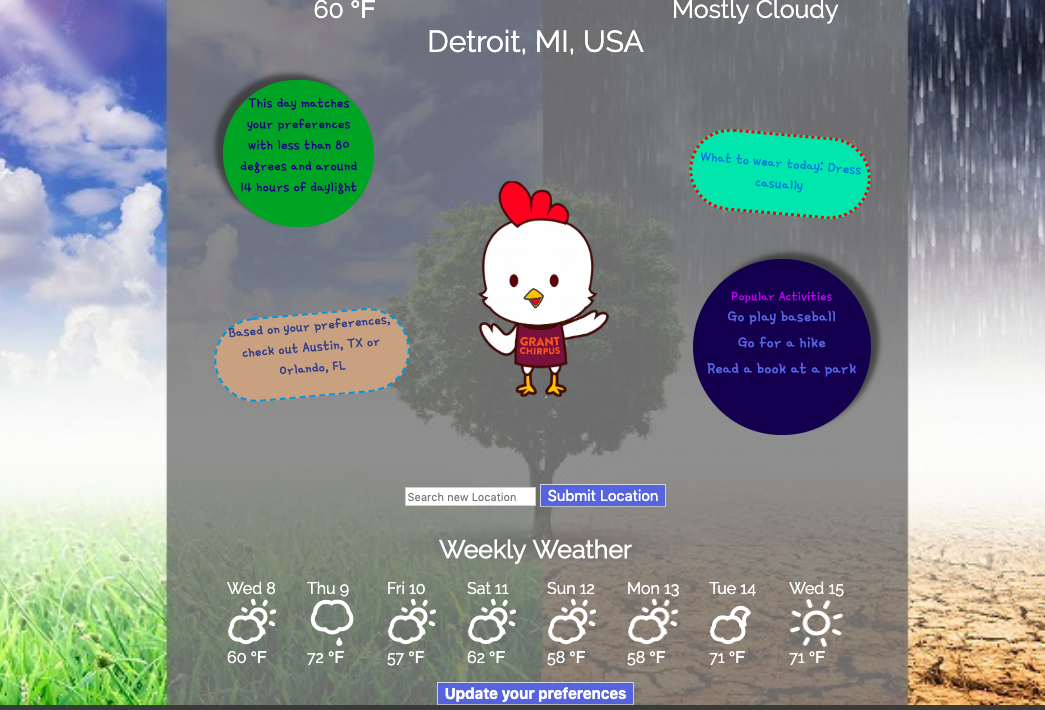 60 °F
Mostly Cloudy
Detroit, MI, USA
This day matches
your preferences
with less than 80
degrees and around
14 hours of daylight
What to wear today: Dress
casually
Popular Activities
Go play baseball
Go for a hike
Read a book at a park
Based on your preferences,
check out Austin, TX or
Orlando, FL
GRANT
CHIRPUS
Search new Location
Submit Location
Weekly Weather
Wed 8 Thu 9 Fri 10 Sat 11 Sun 12 Mon 13 Tue 14 Wed 15
60 °F 72 °F 57 °F 62 °F 58 °F 58 °F 71 °F 71 °F
Update your preferences